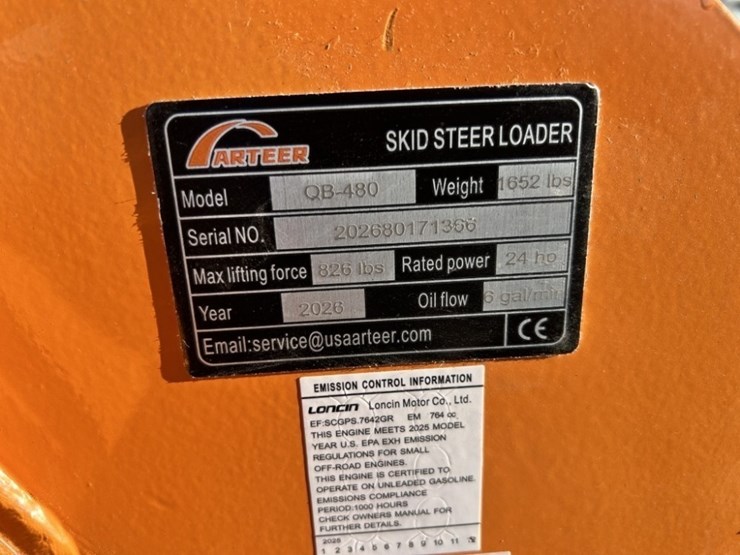 ARTEER
SKID STEER LOADER
Model QB-480 Weight 1652 lbs
Serial NO. 202680171366
Max lifting force 826 lbs Rated power 24 hp
Year 2026 Oil flow 6 gal/min
Email:service@usaarteer.com CE
EMISSION CONTROL INFORMATION
LONCIN Loncin Motor Co., Ltd.
EF:SCGPS.7642GR EM 764 cc
THIS ENGINE MEETS 2025 MODEL
YEAR U.S. EPA EXH EMISSION
REGULATIONS FOR SMALL
OFF-ROAD ENGINES.
THIS ENGINE IS CERTIFIED TO
OPERATE ON UNLEADED GASOLINE.
EMISSIONS COMPLIANCE
PERIOD:1000 HOURS
CHECK OWNERS MANUAL FOR
FURTHER DETAILS.
1 2 3 4 5 6 7 8 9 10 11